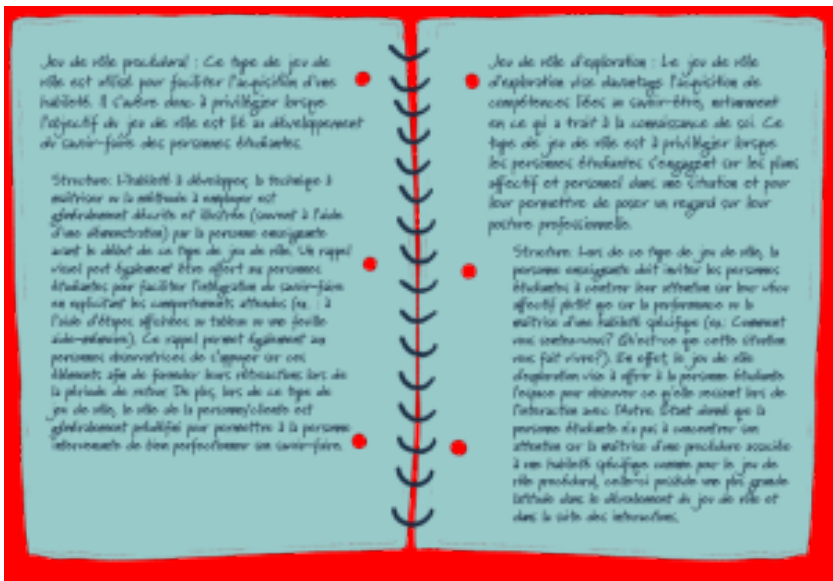 Jeu de rôle procédural : Ce type de jeu de
rôle est utilisé pour faciliter l'acquisition d'une
habileté. Il s'avère donc à privilégier lorsque
l'objectif du jeu de rôle est lié au développement
du savoir-faire des personnes étudiantes.
Structure: L'habileté à développer, la technique à
maîtriser ou la méthode à employer est
généralement décrite et illustrée (souvent à l'aide
d'une démonstration) par la personne enseignante
avant le début de ce type de jeu de rôle. Un rappel
visuel peut également être offert aux personnes
étudiantes pour faciliter l'intégration du savoir-faire
en explicitant les comportements attendus (ex. : à
l'aide d'étapes affichées au tableau ou une feuille
aide-mémoire). Ce rappel permet également aux
personnes observatrices de s'appuyer sur ces
éléments afin de formuler leurs rétroactions lors de
la période de retour. De plus, lors de ce type de
jeu de rôle, le rôle de la personne/cliente est
généralement prédéfini pour permettre à la personne
intervenante de bien perfectionner son savoir-faire.
Jeu de rôle d'exploration : Le jeu de rôle
d'exploration vise davantage l'acquisition de
compétences liées au savoir-être, notamment
en ce qui a trait à la connaissance de soi. Ce
type de jeu de rôle est à privilégier lorsque
les personnes étudiantes s'engagent sur les plans
affectif et personnel dans une situation et pour
leur permettre de poser un regard sur leur
posture professionnelle.
Structure: Lors de ce type de jeu de rôle, la
personne enseignante doit inviter les personnes
étudiantes à centrer leur attention sur leur vécu
affectif plutôt que sur la performance ou la
maîtrise d'une habileté spécifique (ex.: Comment
vous sentez-vous? Qu'est-ce que cette situation
vous fait vivre?). En effet, le jeu de rôle
d'exploration vise à offrir à la personne étudiante
l'espace pour observer ce qu'elle ressent lors de
l'interaction avec l'Autre. Étant donné que la
personne étudiante n'a pas à concentrer son
attention sur la maîtrise d'une procédure associée
à une habileté spécifique comme pour le jeu de
rôle procédural, celle-ci possède une plus grande
latitude dans le déroulement du jeu de rôle et
dans la suite des interactions.